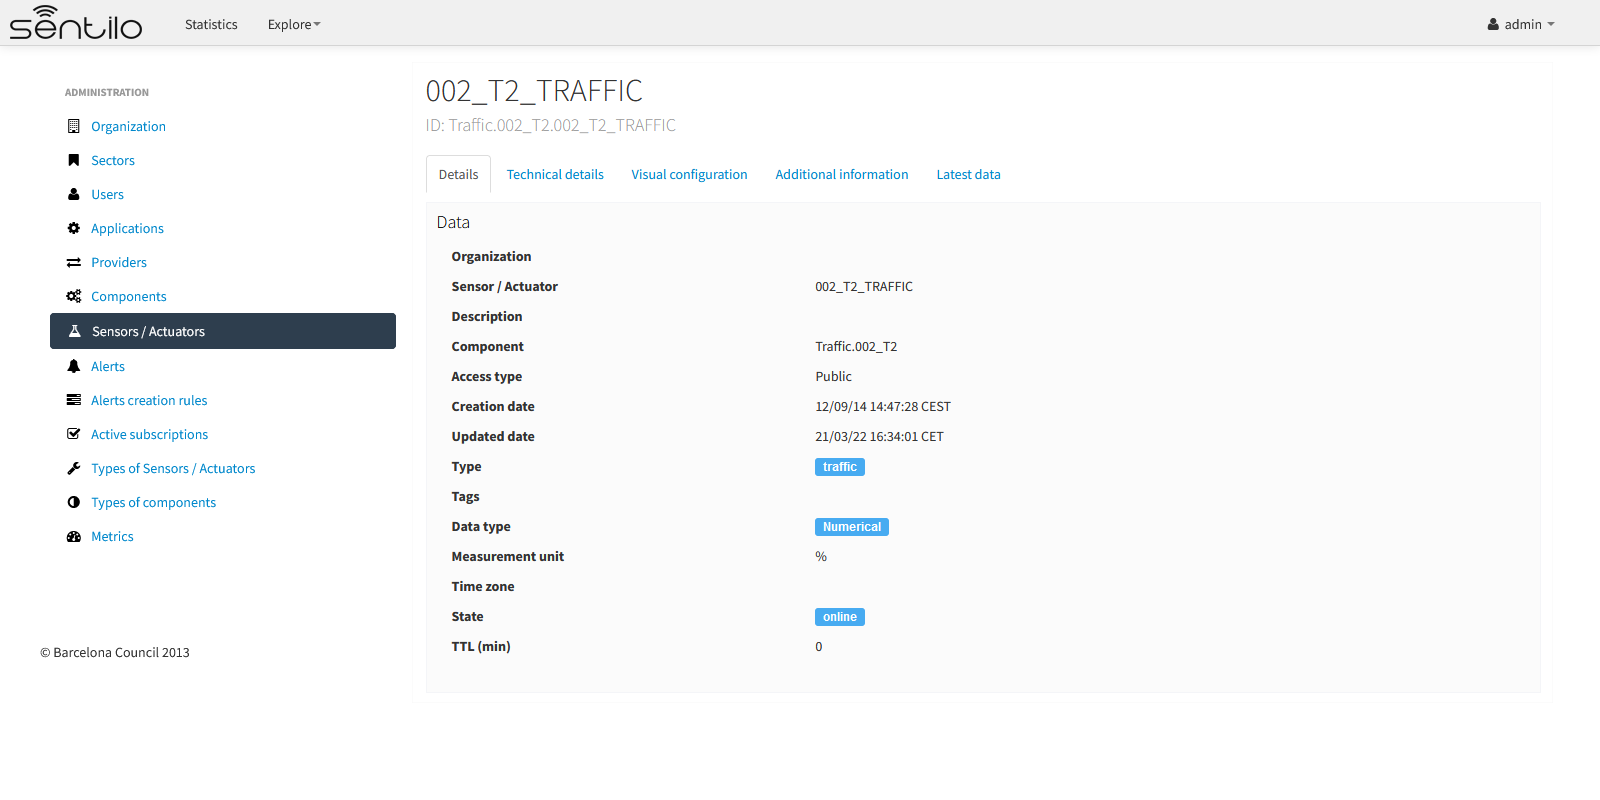 sentilo
Statistics
Explore
admin
ADMINISTRATION
Organization
Sectors
Users
Applications
Providers
Components
Sensors / Actuators
Alerts
Alerts creation rules
Active subscriptions
Types of Sensors / Actuators
Types of components
Metrics
© Barcelona Council 2013
002_T2_TRAFFIC
ID: Traffic.002_T2.002_T2_TRAFFIC
Details
Technical details
Visual configuration
Additional information
Latest data
Data
Organization
Sensor / Actuator 002_T2_TRAFFIC
Description
Component Traffic.002_T2
Access type Public
Creation date 12/09/14 14:47:28 CEST
Updated date 21/03/22 16:34:01 CET
Type traffic
Tags
Data type Numerical
Measurement unit %
Time zone
State online
TTL (min) 0